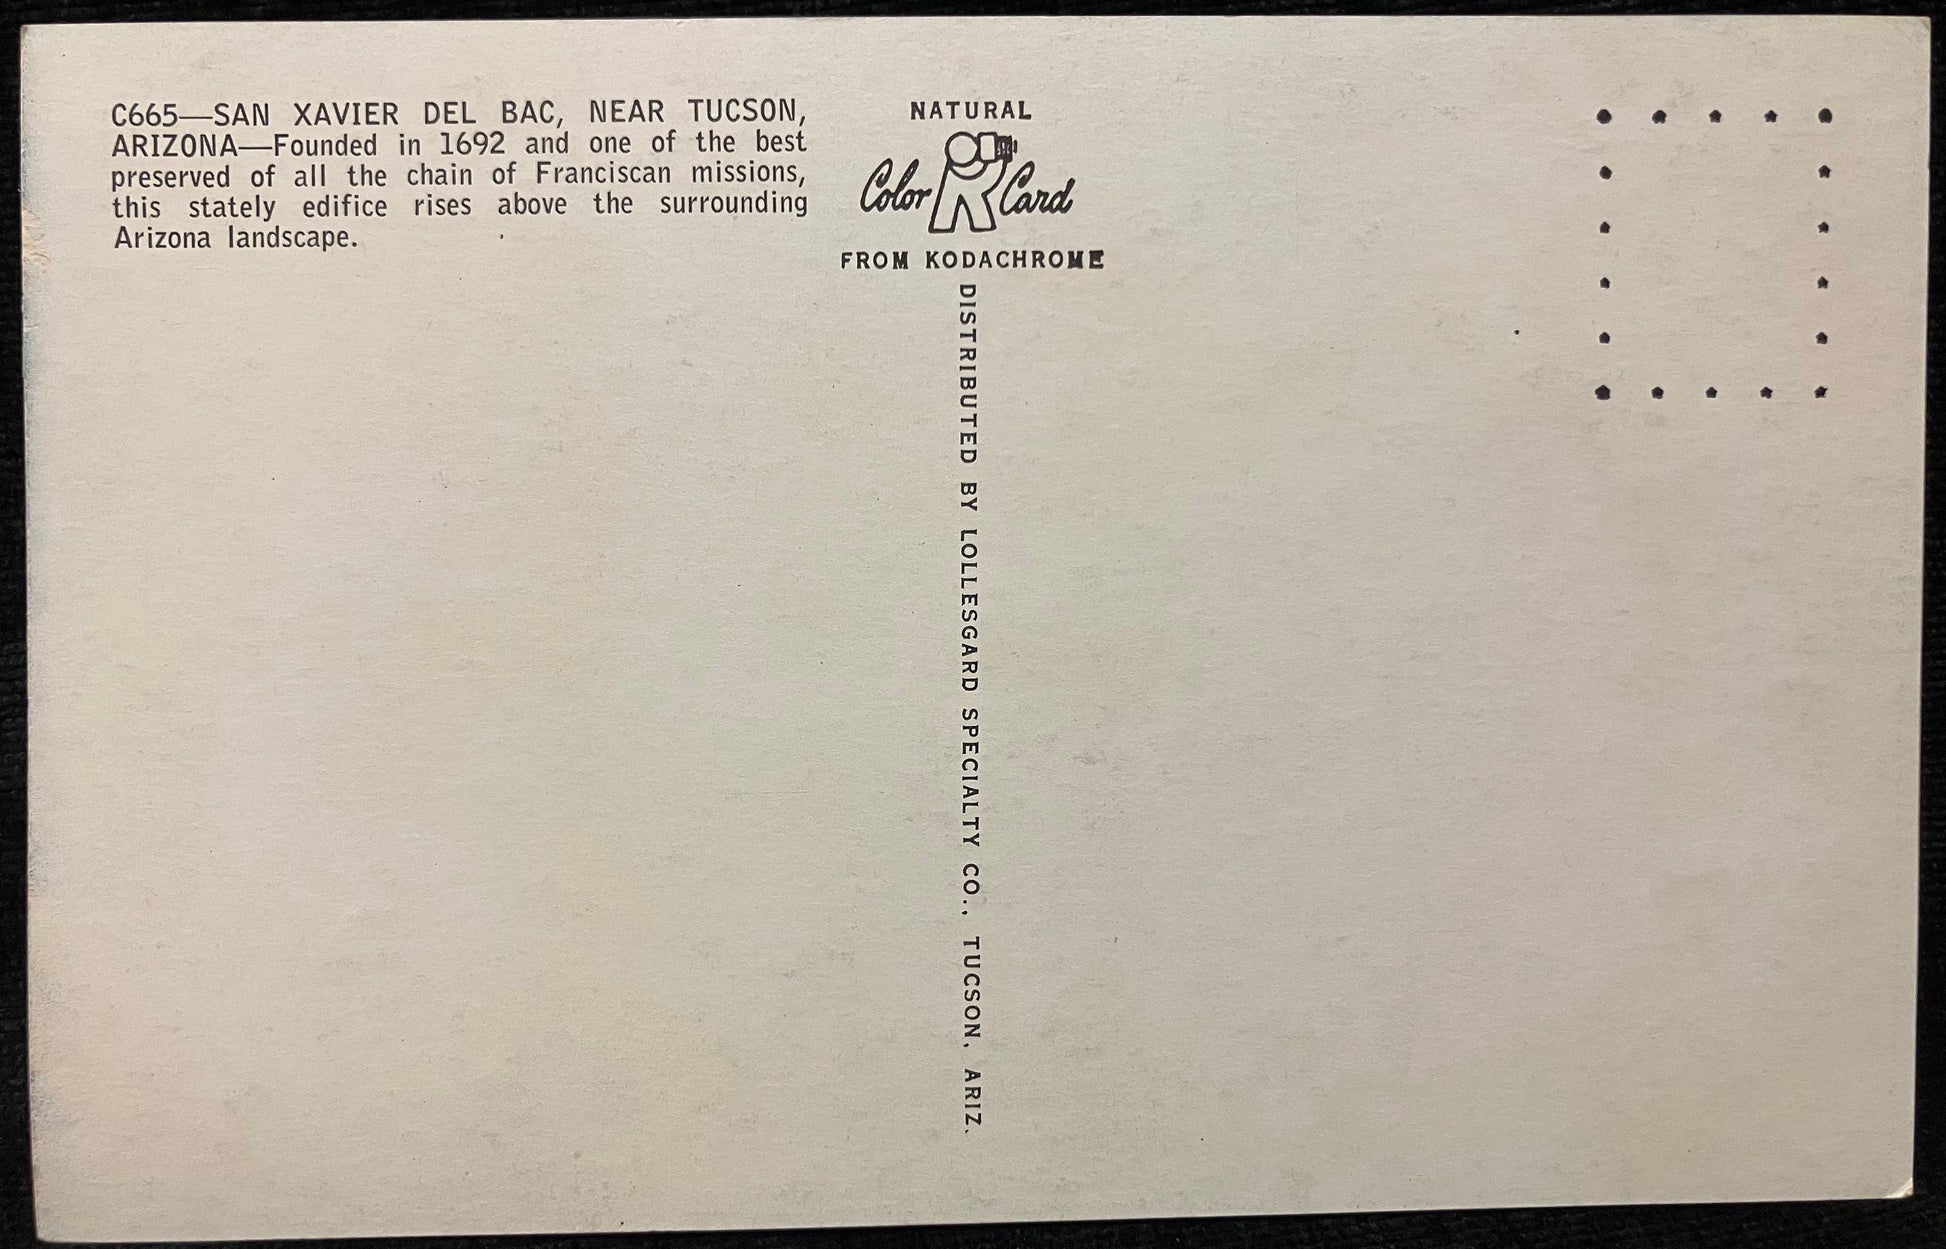 C665—SAN XAVIER DEL BAC, NEAR TUCSON,
ARIZONA—Founded in 1692 and one of the best
preserved of all the chain of Franciscan missions,
this stately edifice rises above the surrounding
Arizona landscape.
NATURAL
Color Card
FROM KODACHROME
DISTRIBUTED BY LOLLESGARD SPECIALTY CO., TUCSON, ARIZ.